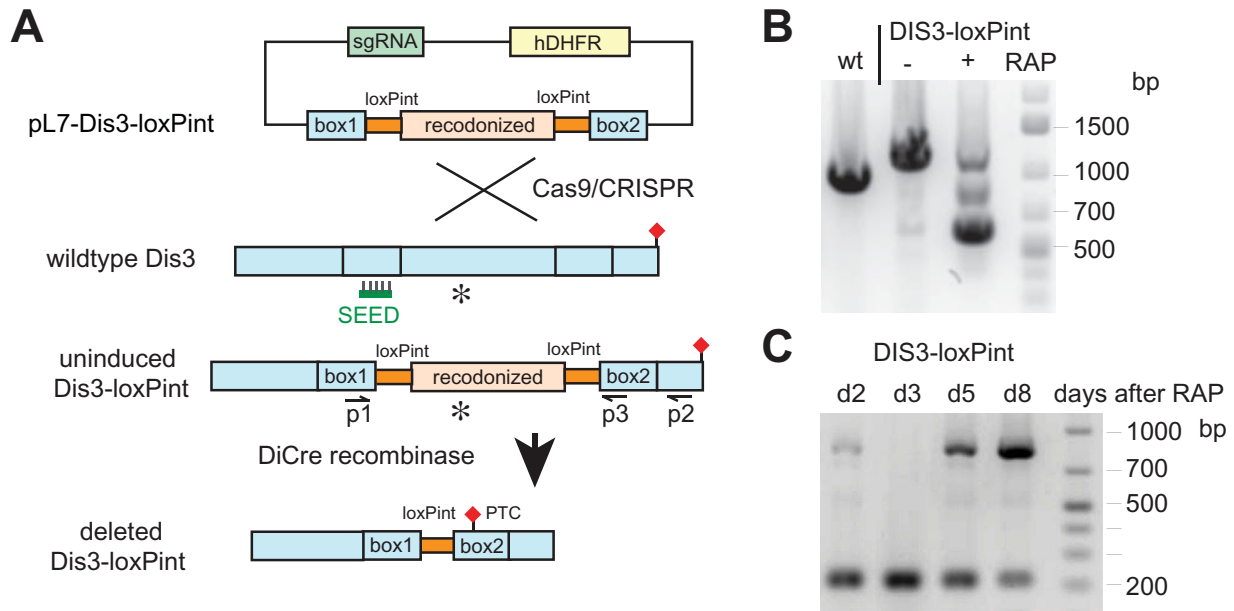 A
sgRNA
hDHFR
loxPint
loxPint
pL7-Dis3-loxPint
box1
recodonized
box2
Cas9/CRISPR
wildtype Dis3
SEED
*
uninduced
Dis3-loxPint
loxPint
loxPint
box1
recodonized
box2
p1
*
p3
p2
DiCre recombinase
deleted
Dis3-loxPint
loxPint
PTC
box1
box2
B
DIS3-loxPint
wt
-
+
RAP
bp
1500
1000
700
500
C
DIS3-loxPint
d2
d3
d5
d8
days after RAP
bp
1000
700
500
200